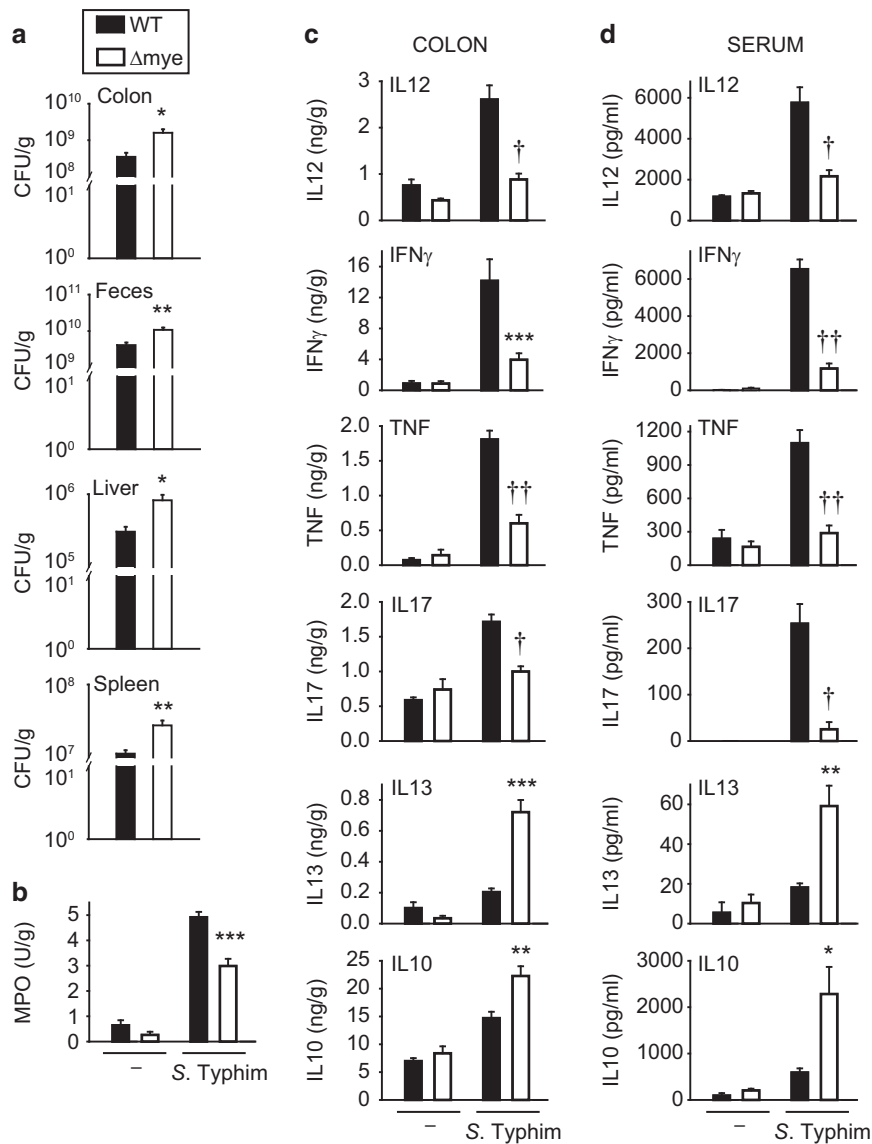 a
WT
Δmye
Colon
CFU/g
10¹⁰
10⁹
10⁸
10¹
10⁰
*
Feces
CFU/g
10¹¹
10¹⁰
10⁹
10¹
10⁰
**
Liver
CFU/g
10⁶
10⁵
10¹
10⁰
*
Spleen
CFU/g
10⁸
10⁷
10¹
10⁰
**
b
MPO (U/g)
5
4
3
2
1
0
***
– S. Typhim
c
COLON
IL12
IL12 (ng/g)
3
2
1
0
†
IFNγ
IFNγ (ng/g)
16
12
8
4
0
***
TNF
TNF (ng/g)
2.0
1.5
1.0
0.5
0.0
††
IL17
IL17 (ng/g)
2.0
1.5
1.0
0.5
0.0
†
IL13
IL13 (ng/g)
0.8
0.6
0.4
0.2
0.0
***
IL10
IL10 (ng/g)
25
20
15
10
5
0
**
– S. Typhim
d
SERUM
IL12
IL12 (pg/ml)
6000
4000
2000
0
†
IFNγ
IFNγ (pg/ml)
6000
4000
2000
0
††
TNF
TNF (pg/ml)
1200
900
600
300
0
††
IL17
IL17 (pg/ml)
300
200
100
0
†
IL13
IL13 (pg/ml)
60
40
20
0
**
IL10
IL10 (pg/ml)
3000
2000
1000
0
*
– S. Typhim